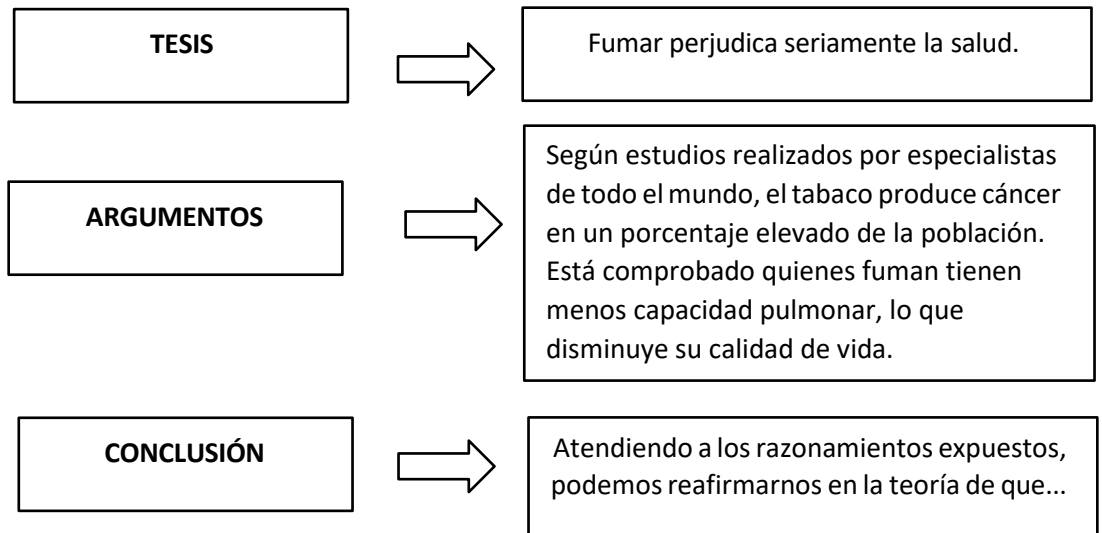 TESIS
Fumar perjudica seriamente la salud.
ARGUMENTOS
Según estudios realizados por especialistas
de todo el mundo, el tabaco produce cáncer
en un porcentaje elevado de la población.
Está comprobado quienes fuman tienen
menos capacidad pulmonar, lo que
disminuye su calidad de vida.
CONCLUSIÓN
Atendiendo a los razonamientos expuestos,
podemos reafirmarnos en la teoría de que...